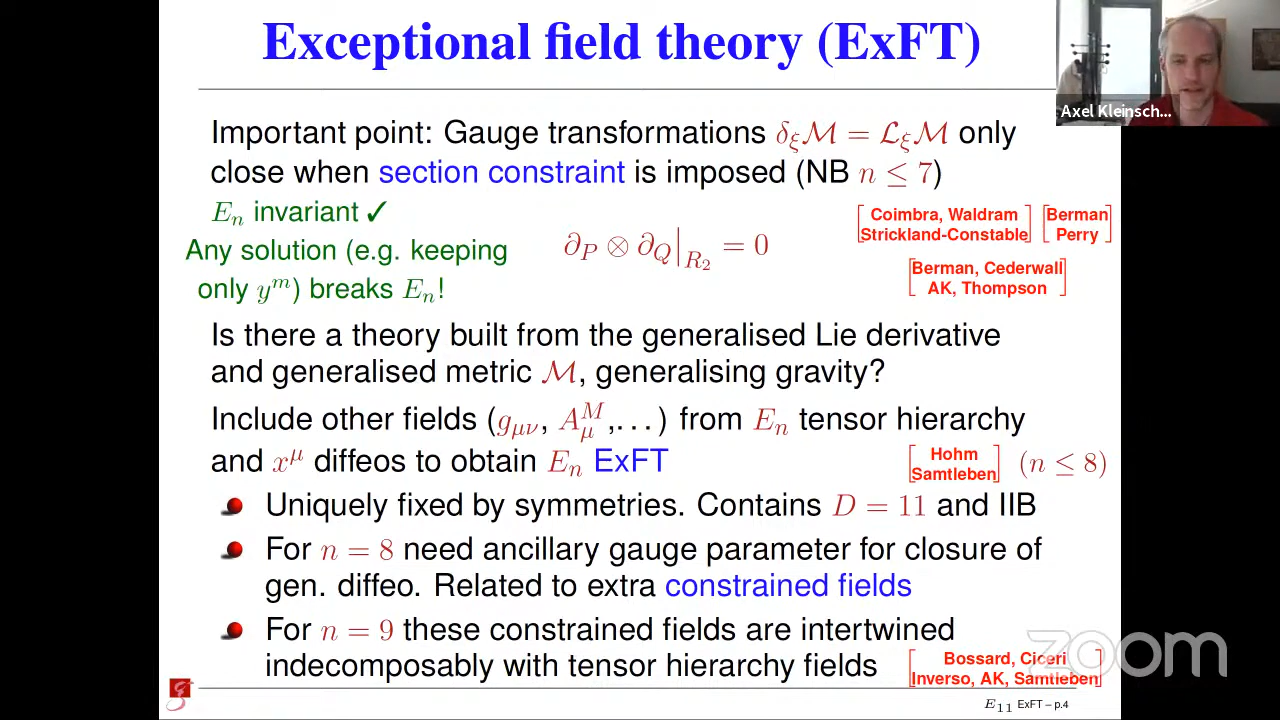 Exceptional field theory (ExFT)
Axel Kleinsch...
Important point: Gauge transformations δ_ξ ℳ = ℒ_ξ ℳ only
close when section constraint is imposed (NB n ≤ 7)
E_n invariant ✓
Any solution (e.g. keeping
only y^m) breaks E_n!
∂_P ⊗ ∂_Q|_{R_2} = 0
[Coimbra, Waldram
Strickland-Constable]
[Berman
Perry]
[Berman, Cederwall
AK, Thompson]
Is there a theory built from the generalised Lie derivative
and generalised metric ℳ, generalising gravity?
Include other fields (g_{μν}, A_μ^M,...) from E_n tensor hierarchy
and x^μ diffeos to obtain E_n ExFT
[Hohm
Samtleben] (n ≤ 8)
Uniquely fixed by symmetries. Contains D = 11 and IIB
For n = 8 need ancillary gauge parameter for closure of
gen. diffeo. Related to extra constrained fields
For n = 9 these constrained fields are intertwined
indecomposably with tensor hierarchy fields
[Bossard, Ciceri
Inverso, AK, Samtleben]
zoom
E_{11} ExFT – p.4